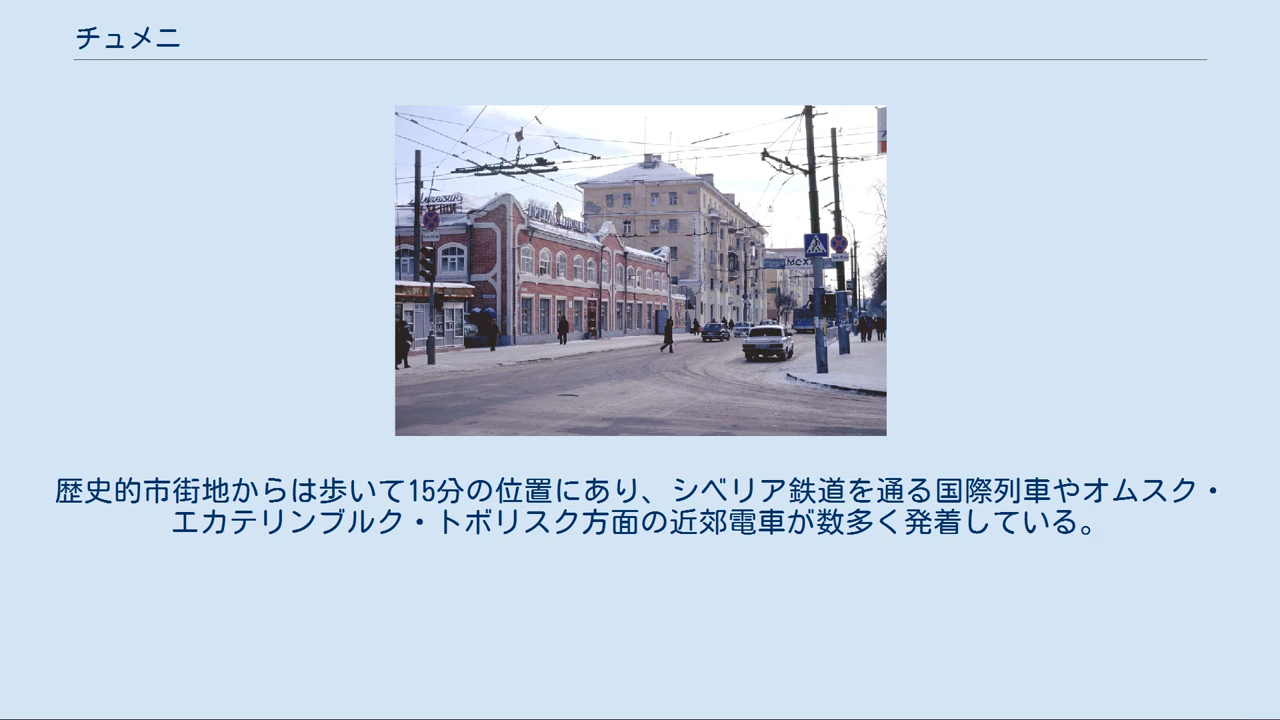 チュメニ
歴史的市街地からは歩いて15分の位置にあり、シベリア鉄道を通る国際列車やオムスク・
エカテリンブルク・トボリスク方面の近郊電車が数多く発着している。